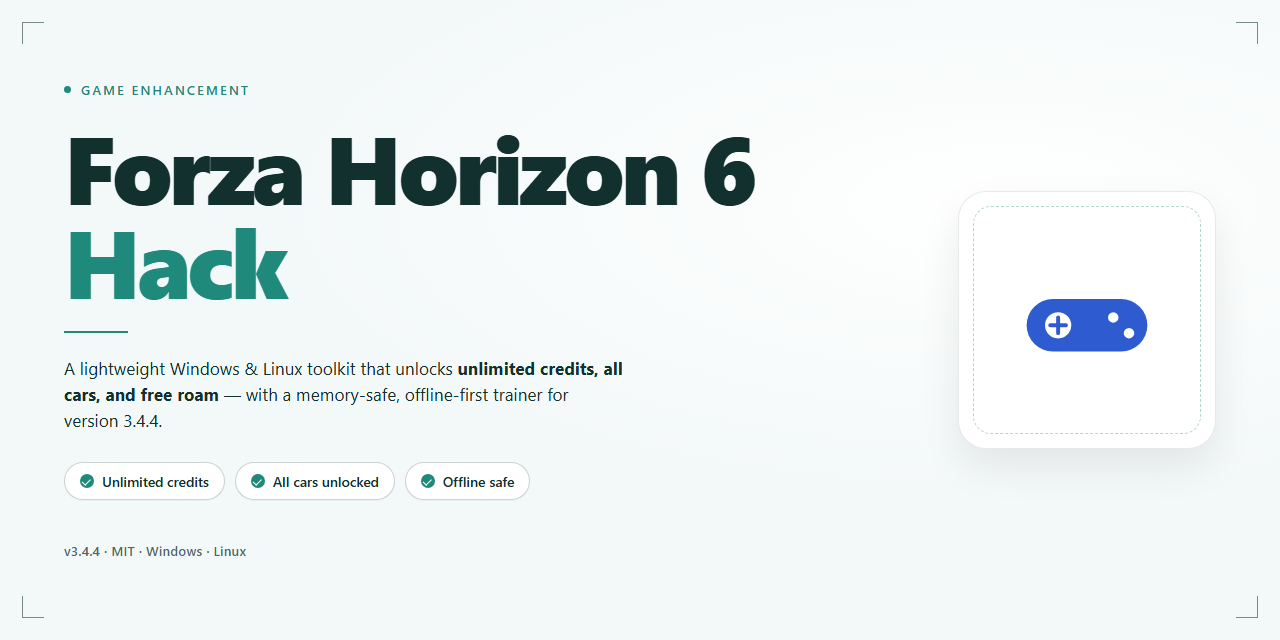 GAME ENHANCEMENT
Forza Horizon 6
Hack
A lightweight Windows & Linux toolkit that unlocks unlimited credits, all
cars, and free roam — with a memory-safe, offline-first trainer for
version 3.4.4.
Unlimited credits
All cars unlocked
Offline safe
v3.4.4 · MIT · Windows · Linux